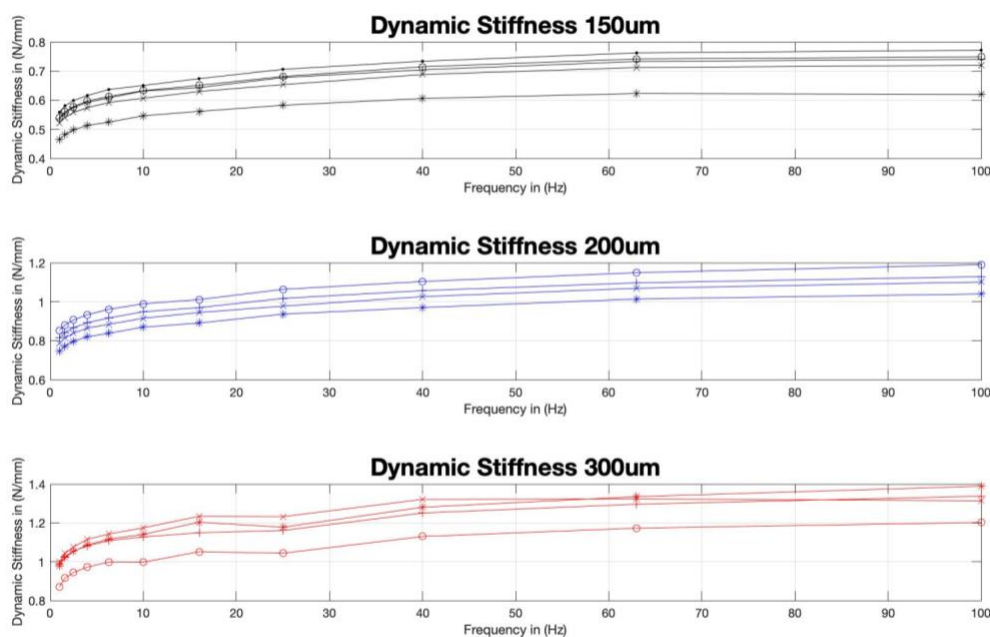 Dynamic Stiffness 150um
Dynamic Stiffness in (N/mm)
0.8
0.7
0.6
0.5
0.4
0 10 20 30 40 50 60 70 80 90 100
Frequency in (Hz)
Dynamic Stiffness 200um
Dynamic Stiffness in (N/mm)
1.2
1
0.8
0.6
0 10 20 30 40 50 60 70 80 90 100
Frequency in (Hz)
Dynamic Stiffness 300um
Dynamic Stiffness in (N/mm)
1.4
1.2
1
0.8
0 10 20 30 40 50 60 70 80 90 100
Frequency in (Hz)